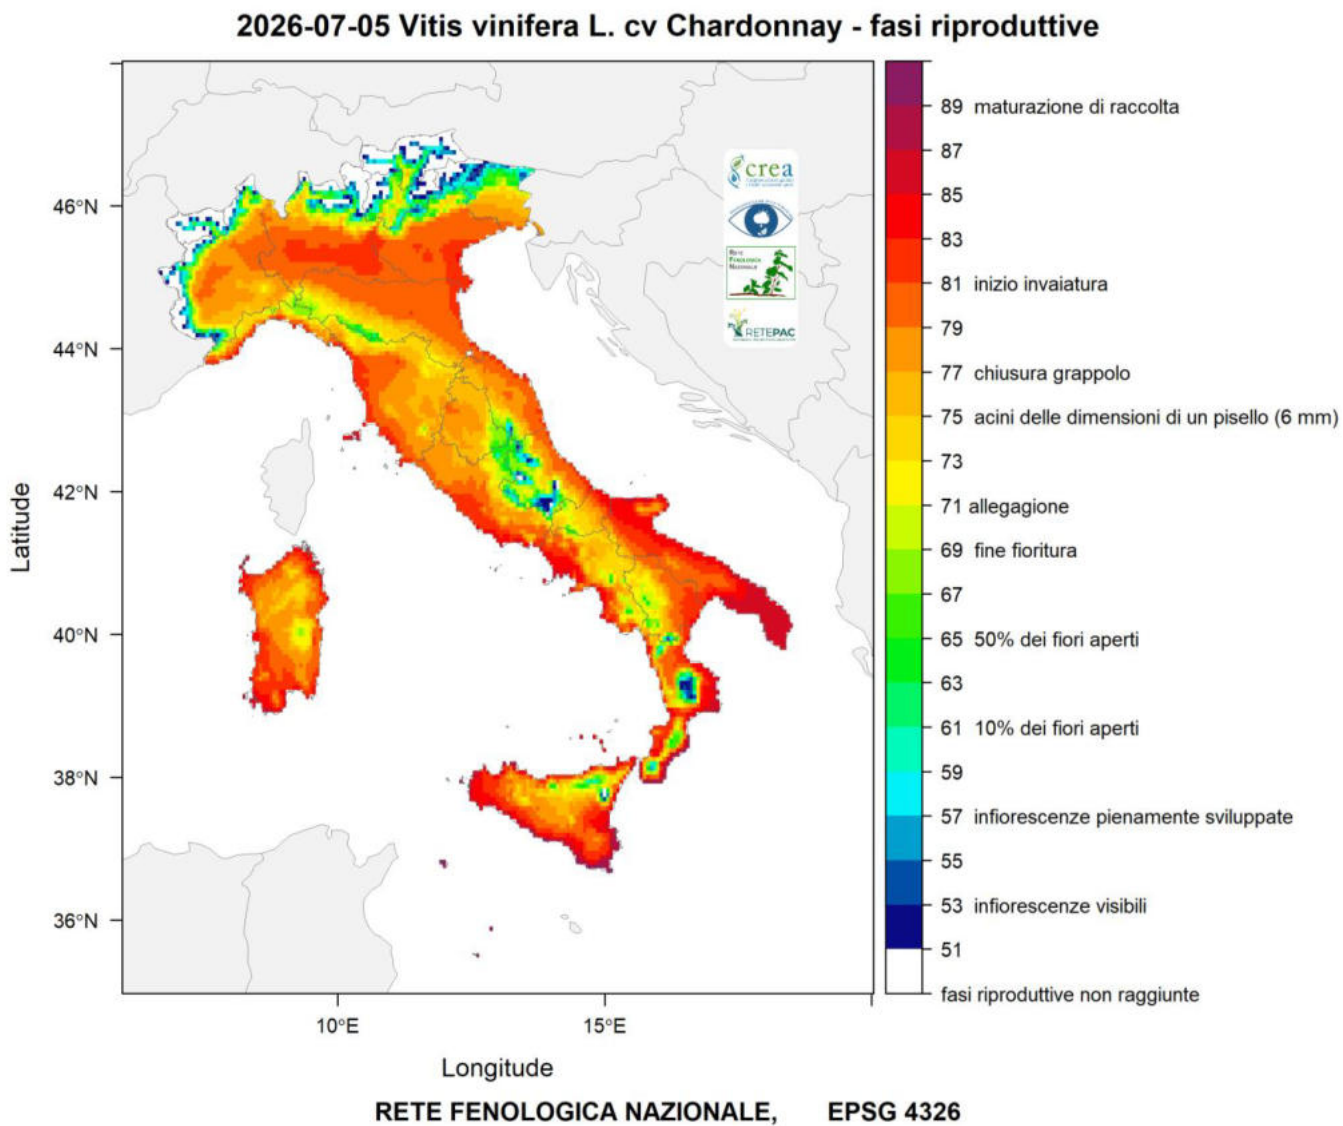 2026-07-05 Vitis vinifera L. cv Chardonnay - fasi riproduttive
89 maturazione di raccolta
87
85
83
81 inizio invaiatura
79
77 chiusura grappolo
75 acini delle dimensioni di un pisello (6 mm)
73
71 allegagione
69 fine fioritura
67
65 50% dei fiori aperti
63
61 10% dei fiori aperti
59
57 infiorescenze pienamente sviluppate
55
53 infiorescenze visibili
51
fasi riproduttive non raggiunte
crea
RETE
FENOLOGICA
NAZIONALE
RETEPAC
46°N
44°N
42°N
40°N
38°N
36°N
Latitude
10°E
15°E
Longitude
RETE FENOLOGICA NAZIONALE, EPSG 4326